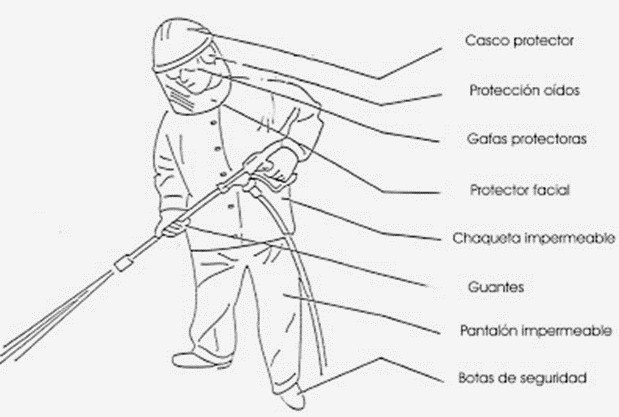 Casco protector
Protección oídos
Gafas protectoras
Protector facial
Chaqueta impermeable
Guantes
Pantalón impermeable
Botas de seguridad